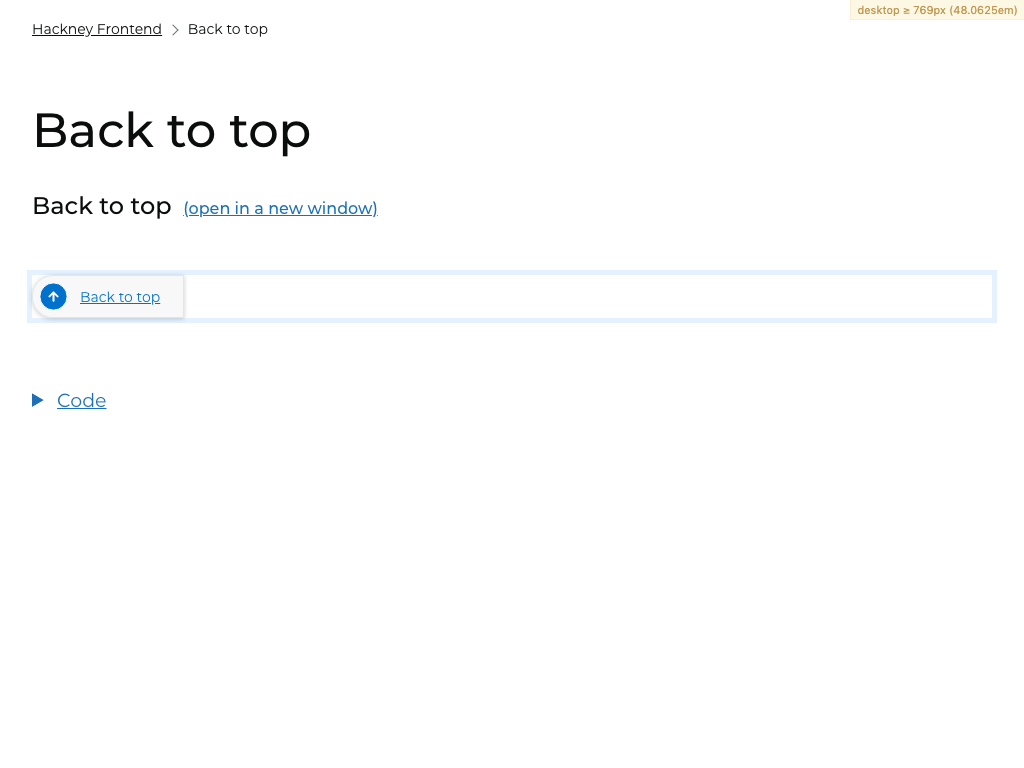 desktop ≥ 769px (48.0625em)
Hackney Frontend Back to top
Back to top
Back to top (open in a new window)
Back to top
Code